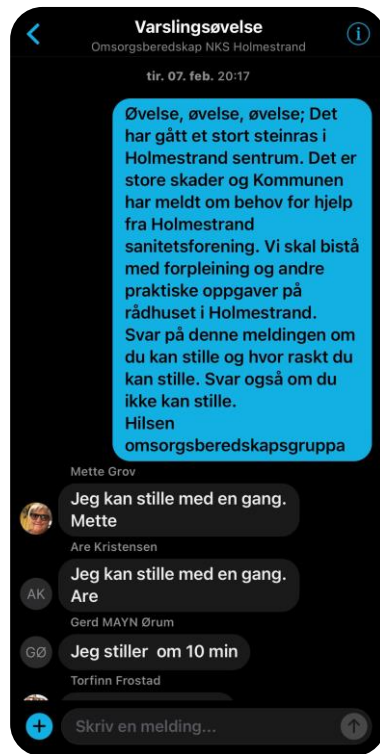 Varslingsøvelse
Omsorgsberedskap NKS Holmestrand
tir. 07. feb. 20:17
Øvelse, øvelse, øvelse; Det
har gått et stort steinras i
Holmestrand sentrum. Det er
store skader og Kommunen
har meldt om behov for hjelp
fra Holmestrand
sanitetsforening. Vi skal bistå
med forpleining og andre
praktiske oppgaver på
rådhuset i Holmestrand.
Svar på denne meldingen om
du kan stille og hvor raskt du
kan stille. Svar også om du
ikke kan stille.
Hilsen
omsorgsberedskapsgruppa
Mette Grov
Jeg kan stille med en gang.
Mette
Are Kristensen
Jeg kan stille med en gang.
Are
AK
Gerd MAYN Ørum
GØ
Jeg stiller om 10 min
Torfinn Frostad
Skriv en melding...